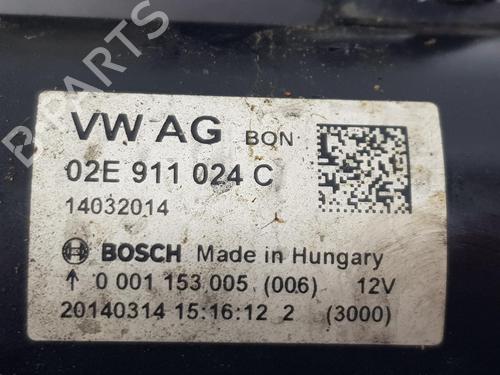 B-PARTS
VW AG BQN
02E 911 024 C
14032014
BOSCH Made in Hungary
↑ 0 001 153 005 (006) 12V
20140314 15:16:12 2 (3000)